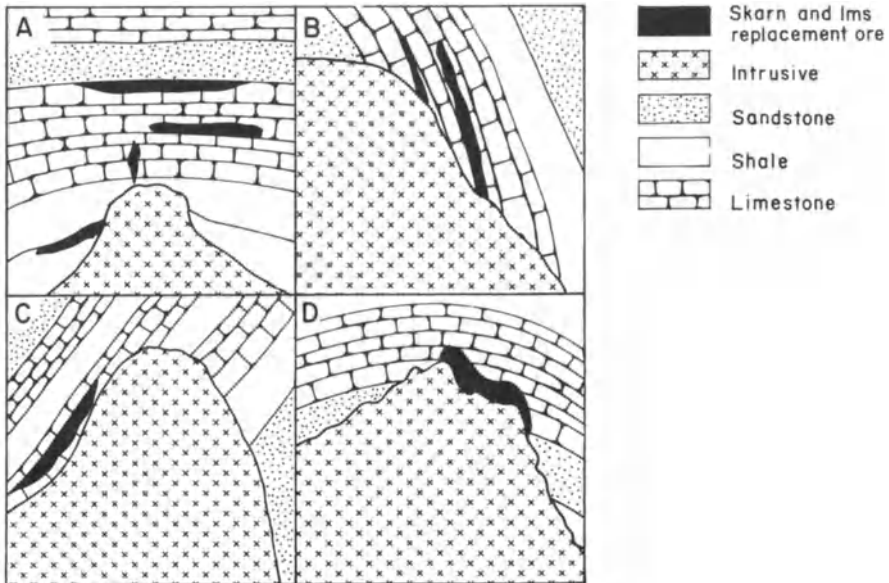 A
B
C
D
Skarn and lms
replacement ore
Intrusive
Sandstone
Shale
Limestone